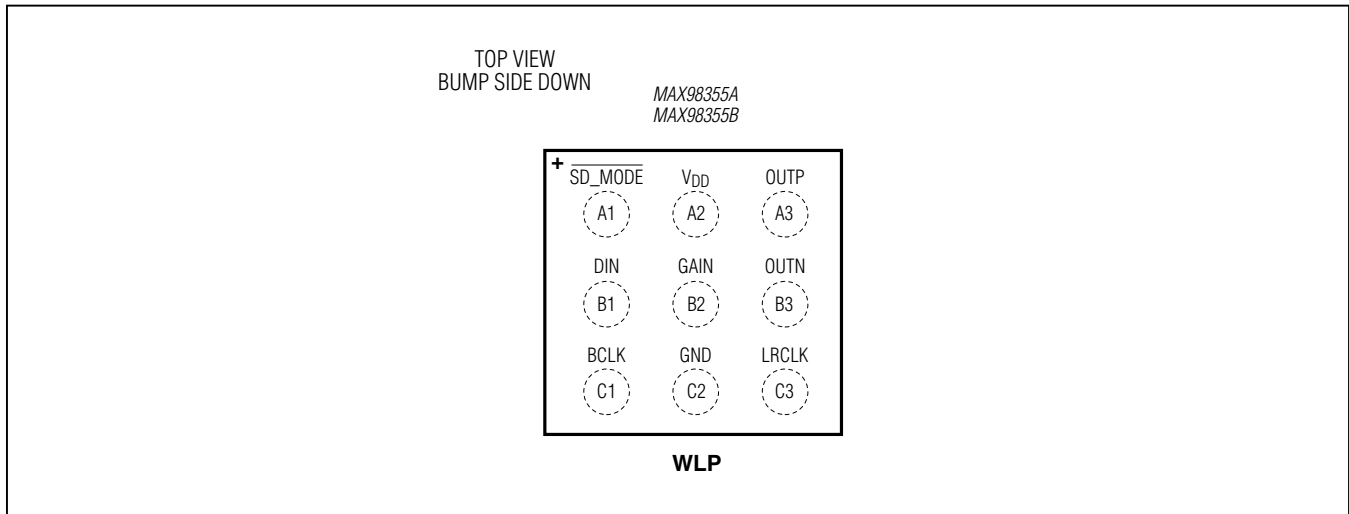 TOP VIEW
BUMP SIDE DOWN
MAX98355A
MAX98355B
+
SD_MODE VDD OUTP
A1 A2 A3
DIN GAIN OUTN
B1 B2 B3
BCLK GND LRCLK
C1 C2 C3
WLP